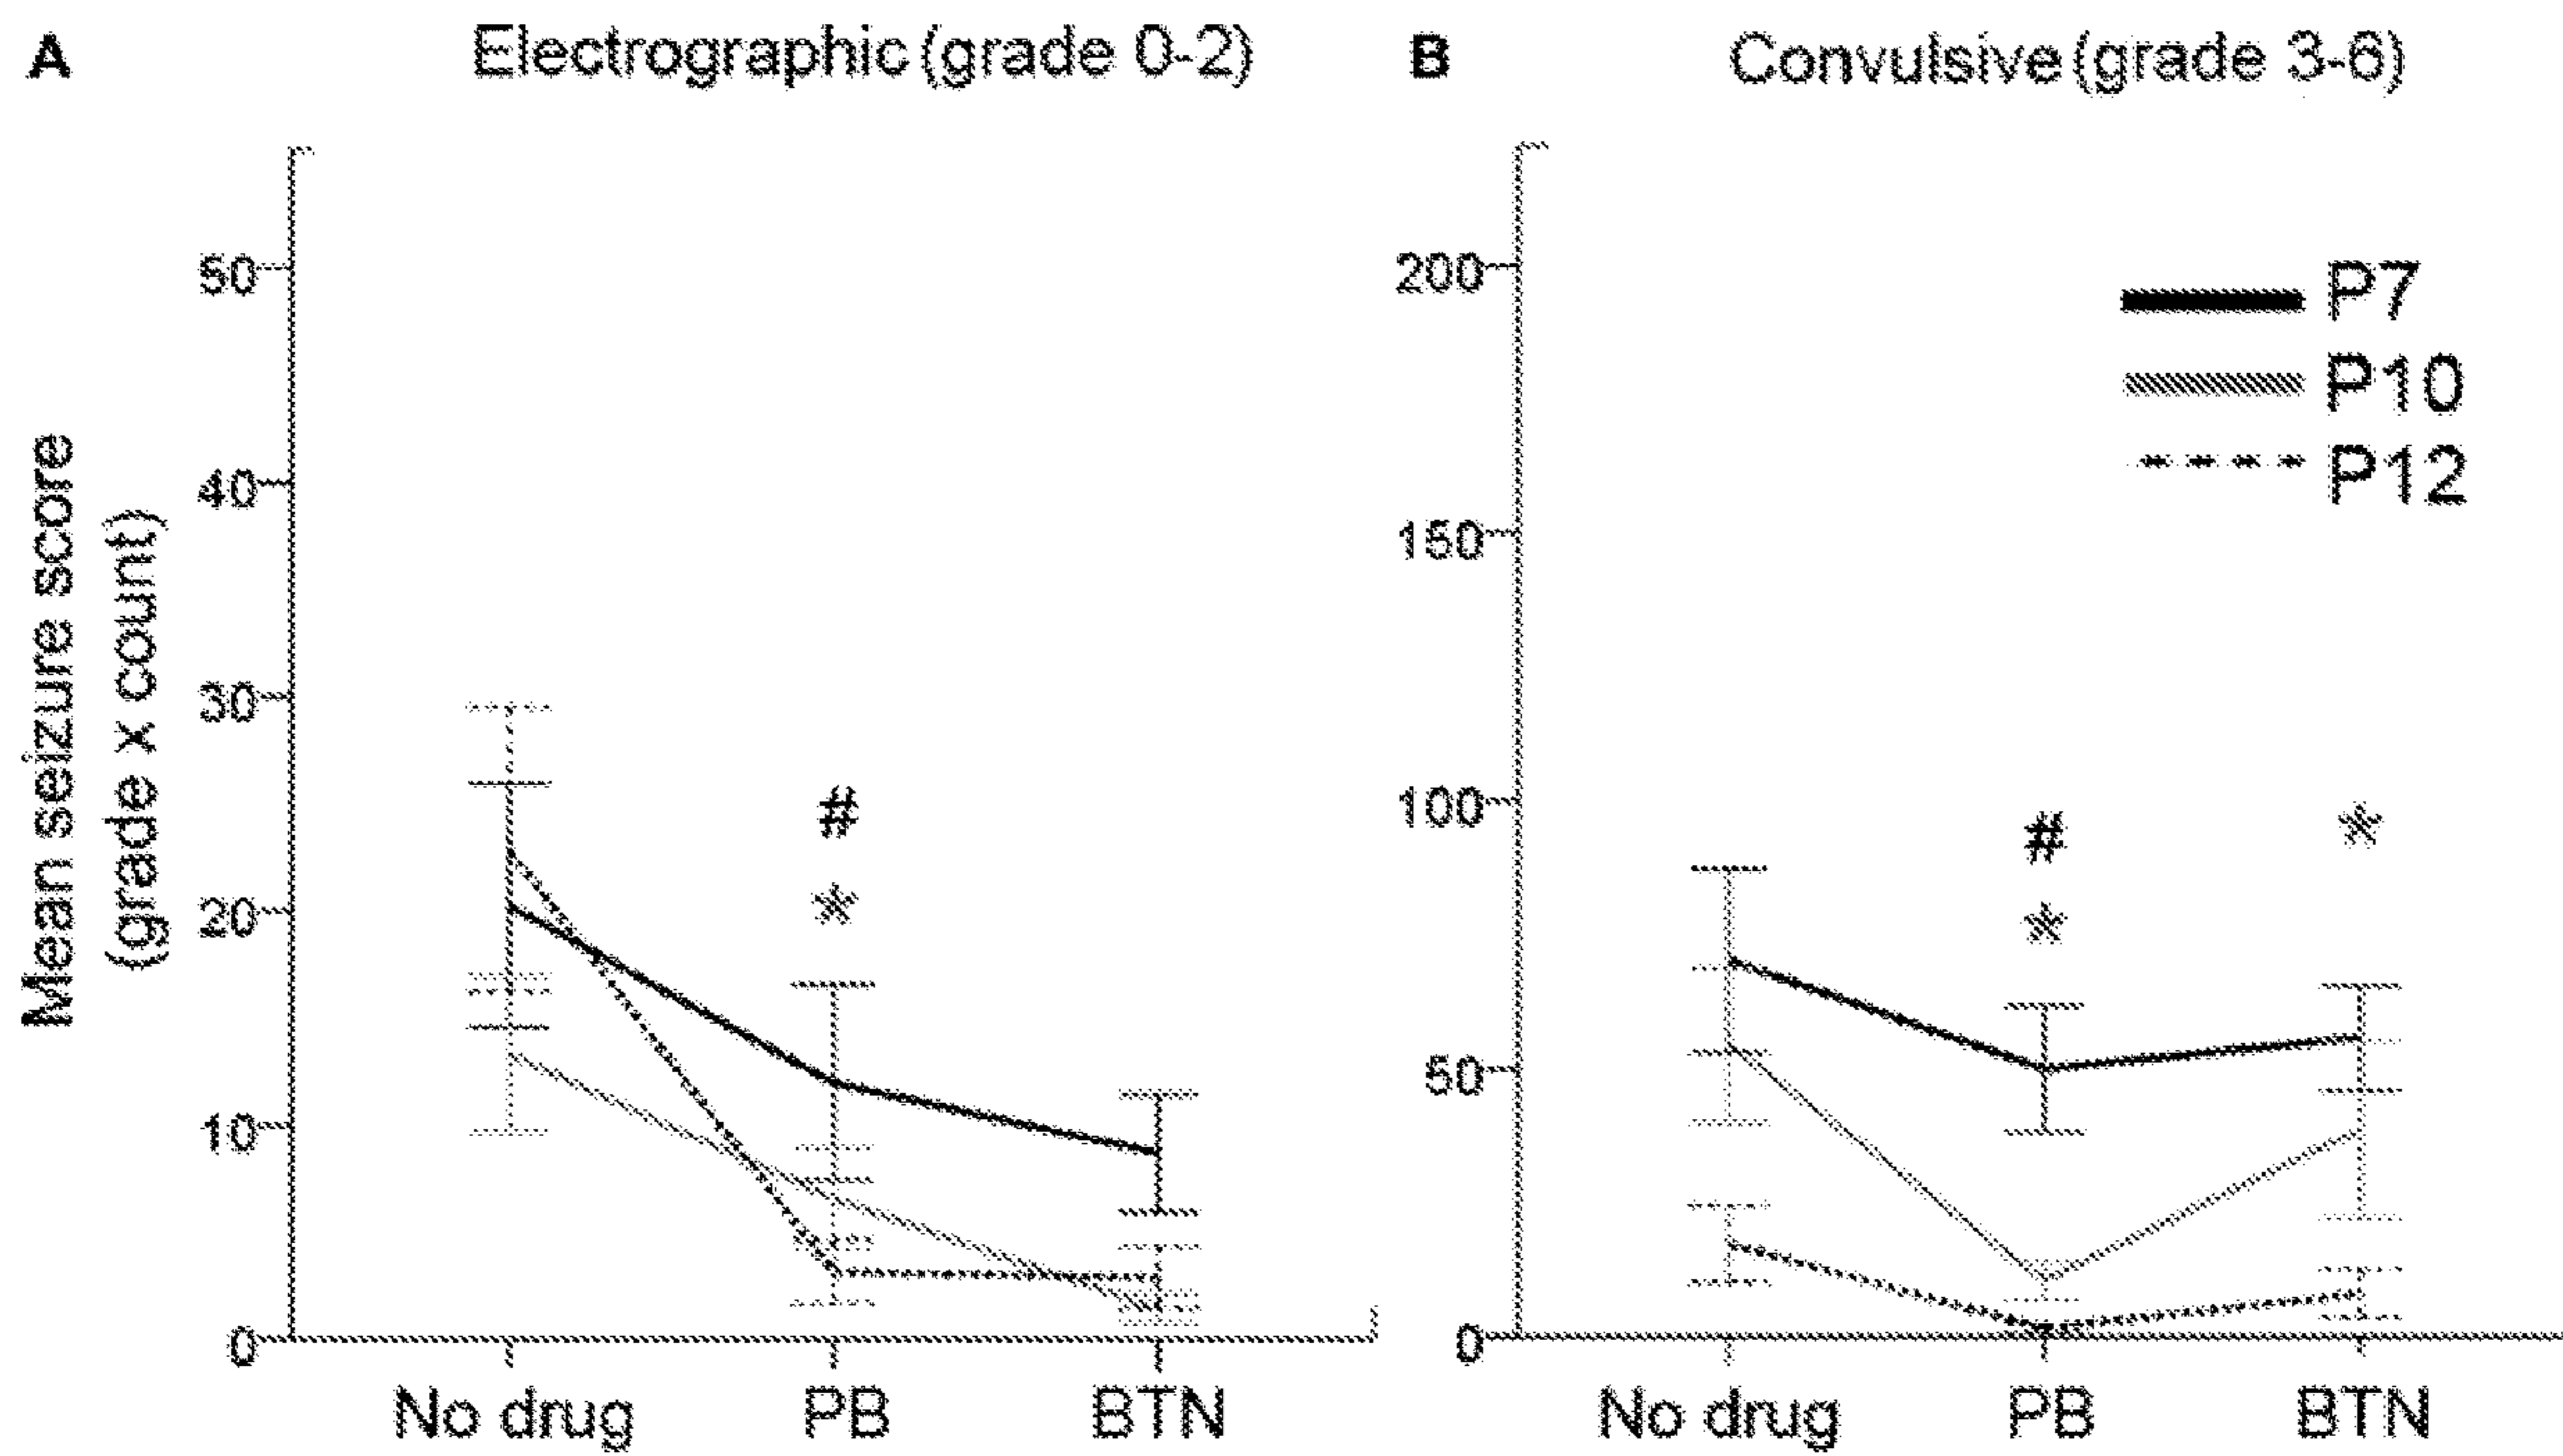 A
Electrographic (grade 0-2)
Mean seizure score
(grade x count)
50
40
30
20
10
0
#
*
No drug
PB
BTN
B
Convulsive (grade 3-6)
200
150
100
50
0
P7
P10
P12
#
*
*
No drug
PB
BTN